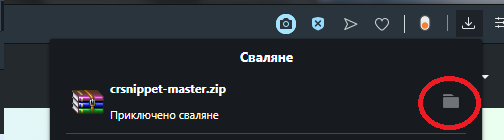 Сваляне
crsnippet-master.zip
Приключено сваляне